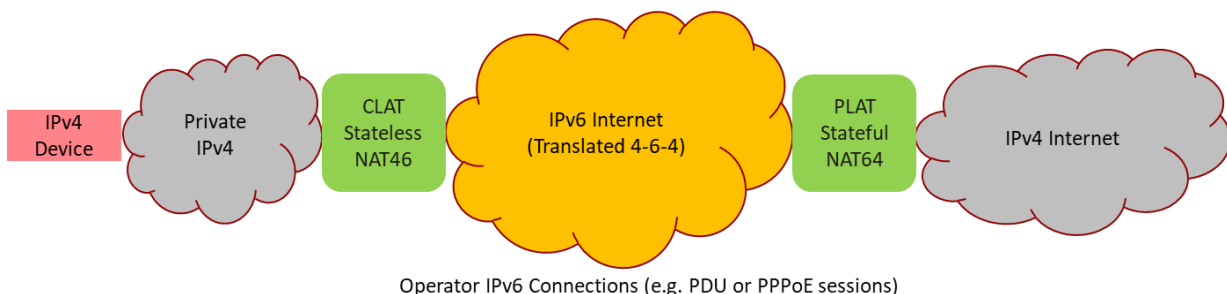 IPv4
Device
Private
IPv4
CLAT
Stateless
NAT46
IPv6 Internet
(Translated 4-6-4)
PLAT
Stateful
NAT64
IPv4 Internet
Operator IPv6 Connections (e.g. PDU or PPPoE sessions)